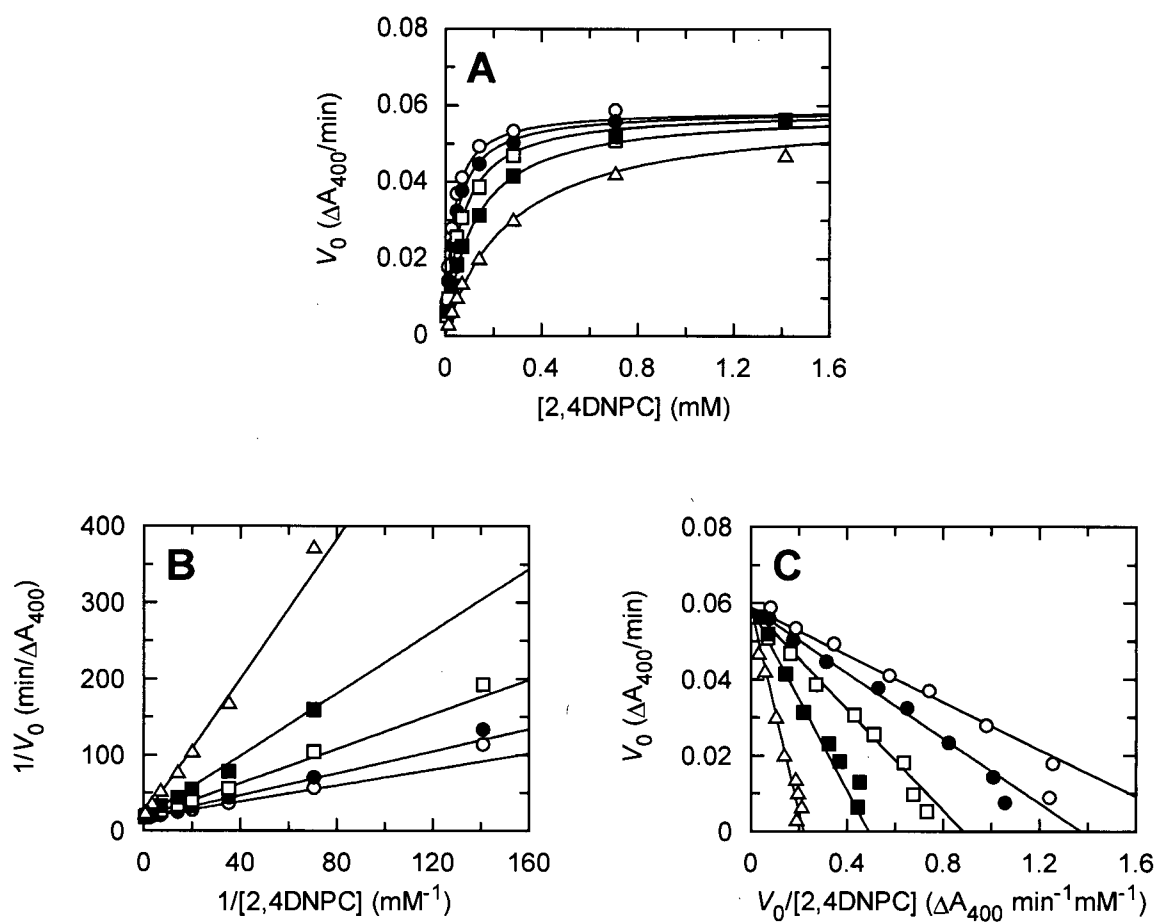 A
0.08
0.06
0.04
0.02
0
V₀ (ΔA₄₀₀/min)
0 0.4 0.8 1.2 1.6
[2,4DNPC] (mM)
B
400
300
200
100
0
1/V₀ (min/ΔA₄₀₀)
0 40 80 120 160
1/[2,4DNPC] (mM⁻¹)
C
0.08
0.06
0.04
0.02
0
V₀ (ΔA₄₀₀/min)
0 0.4 0.8 1.2 1.6
V₀/[2,4DNPC] (ΔA₄₀₀ min⁻¹mM⁻¹)